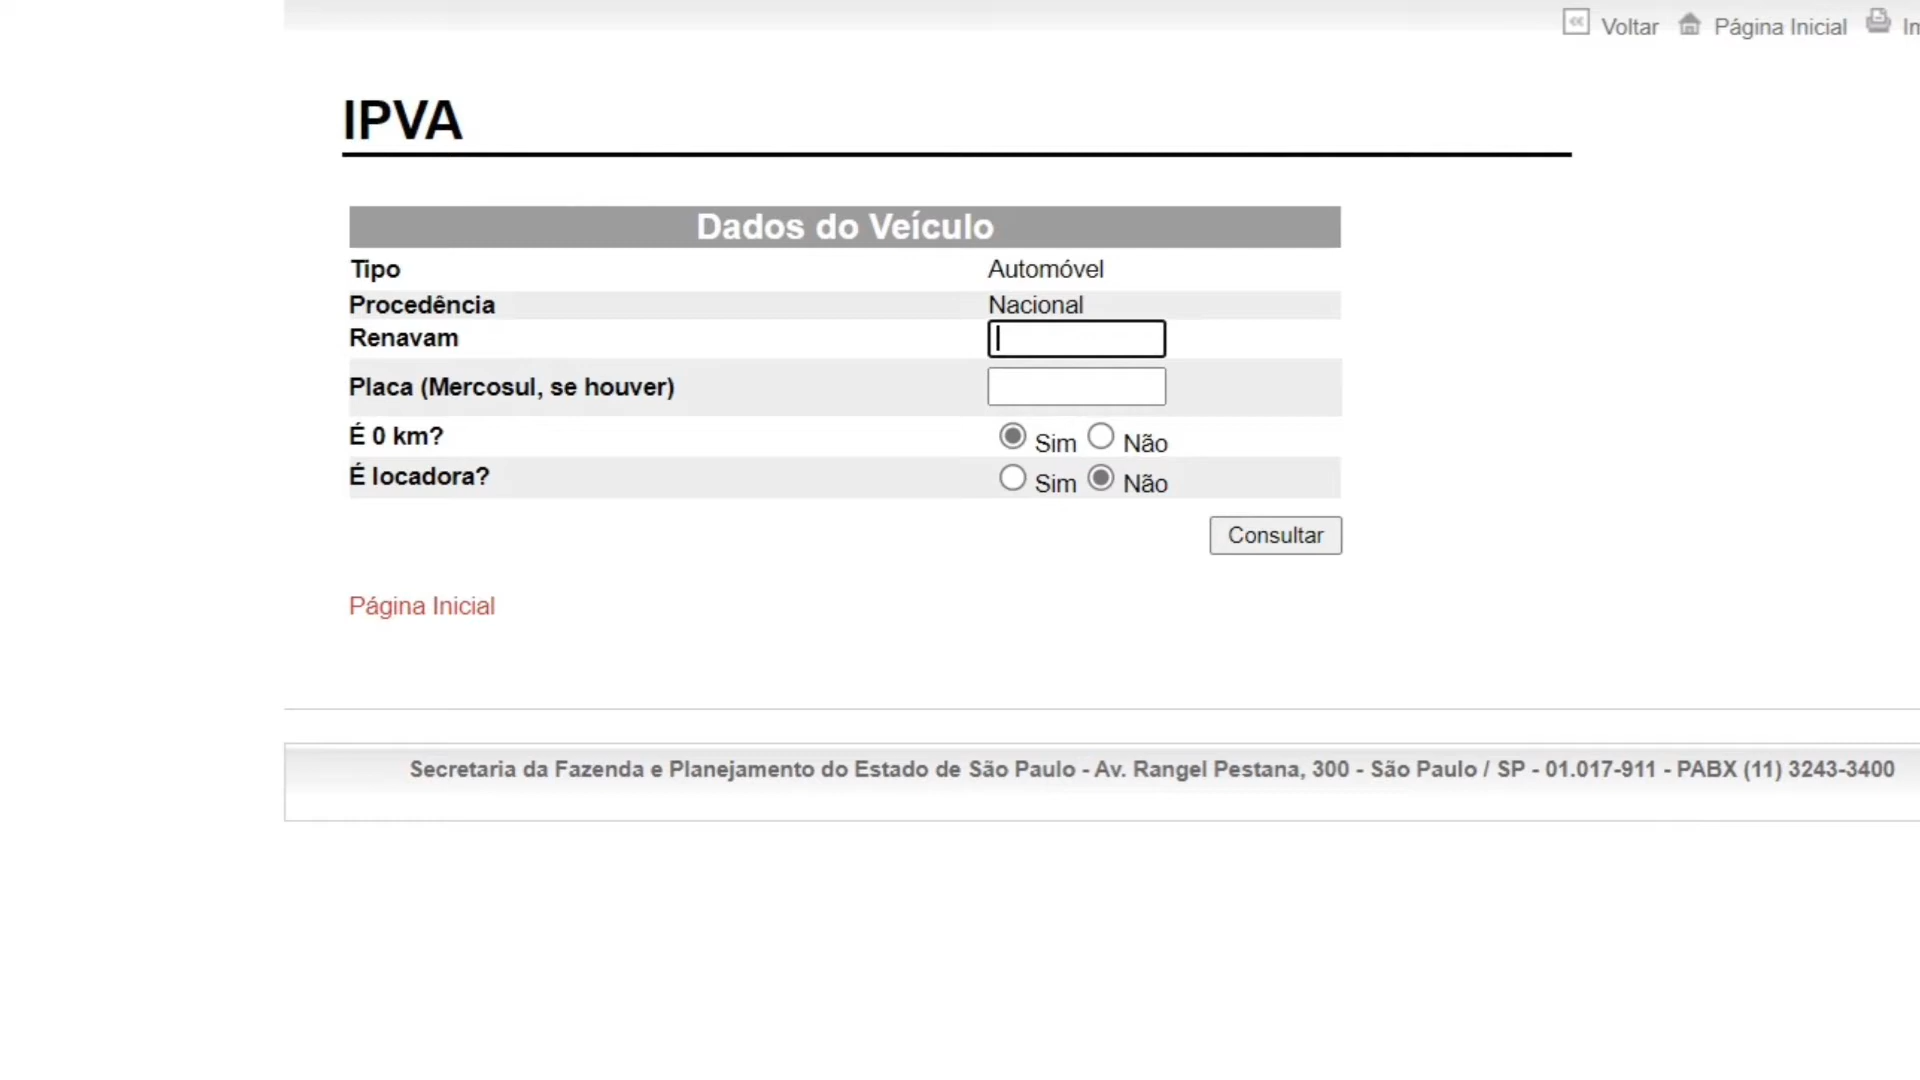 Voltar Página Inicial
IPVA
Dados do Veículo
Tipo Automóvel
Procedência Nacional
Renavam
Placa (Mercosul, se houver)
É 0 km? Sim Não
É locadora? Sim Não
Consultar
Página Inicial
Secretaria da Fazenda e Planejamento do Estado de São Paulo - Av. Rangel Pestana, 300 - São Paulo / SP - 01.017-911 - PABX (11) 3243-3400